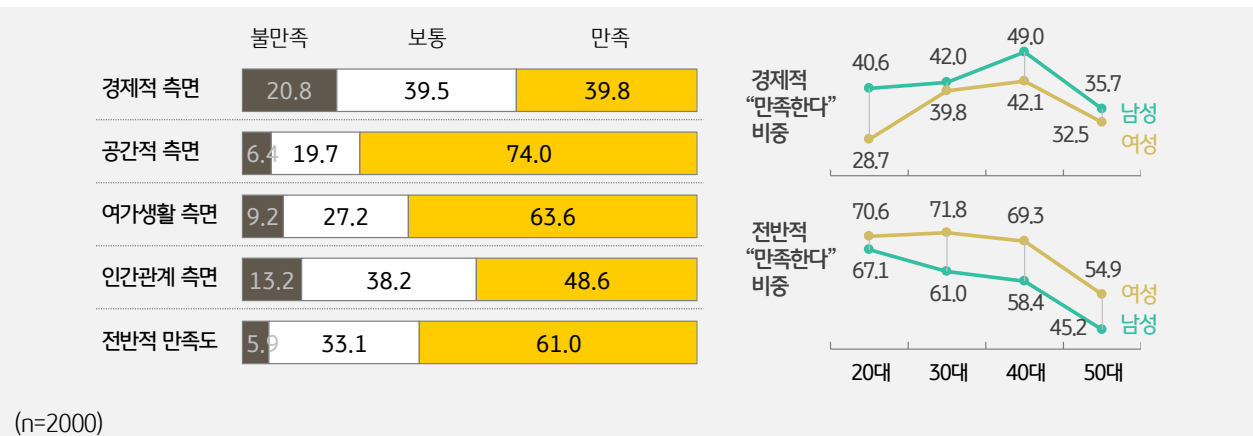 불만족 보통 만족
경제적 측면 20.8 39.5 39.8
공간적 측면 6.4 19.7 74.0
여가생활 측면 9.2 27.2 63.6
인간관계 측면 13.2 38.2 48.6
전반적 만족도 5.9 33.1 61.0
경제적
“만족한다”
비중
40.6 42.0 49.0 35.7 남성
28.7 39.8 42.1 32.5 여성
전반적
“만족한다”
비중
70.6 71.8 69.3 54.9 여성
67.1 61.0 58.4 45.2 남성
20대 30대 40대 50대
(n=2000)